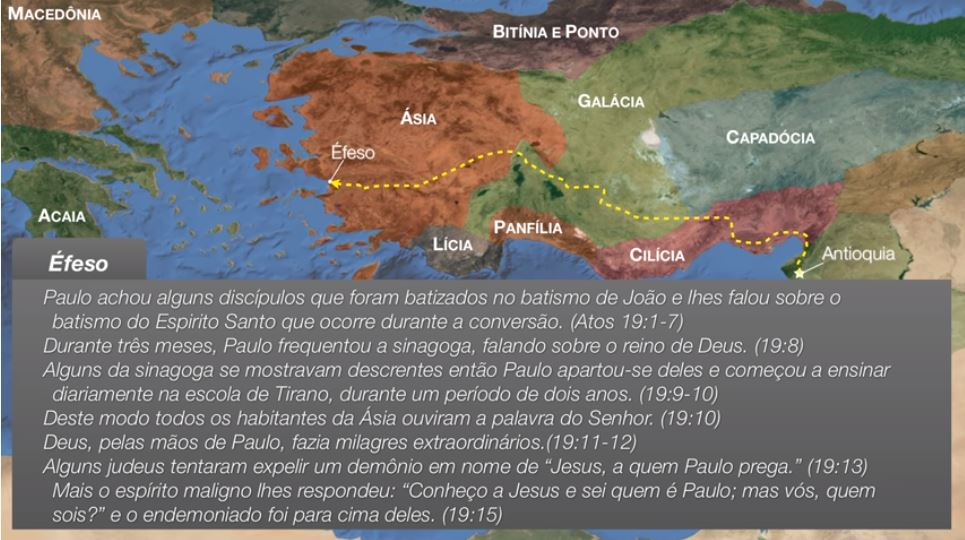 MACEDÔNIA
BITÍNIA E PONTO
GALÁCIA
ÁSIA
CAPADÓCIA
Éfeso
ACAIA
PANFÍLIA
LÍCIA
CILÍCIA
Antioquia
Éfeso
Paulo achou alguns discípulos que foram batizados no batismo de João e lhes falou sobre o
batismo do Espirito Santo que ocorre durante a conversão. (Atos 19:1-7)
Durante três meses, Paulo frequentou a sinagoga, falando sobre o reino de Deus. (19:8)
Alguns da sinagoga se mostravam descrentes então Paulo apartou-se deles e começou a ensinar
diariamente na escola de Tirano, durante um período de dois anos. (19:9-10)
Deste modo todos os habitantes da Ásia ouviram a palavra do Senhor. (19:10)
Deus, pelas mãos de Paulo, fazia milagres extraordinários.(19:11-12)
Alguns judeus tentaram expelir um demônio em nome de “Jesus, a quem Paulo prega.” (19:13)
Mais o espírito maligno lhes respondeu: “Conheço a Jesus e sei quem é Paulo; mas vós, quem
sois?” e o endemoniado foi para cima deles. (19:15)